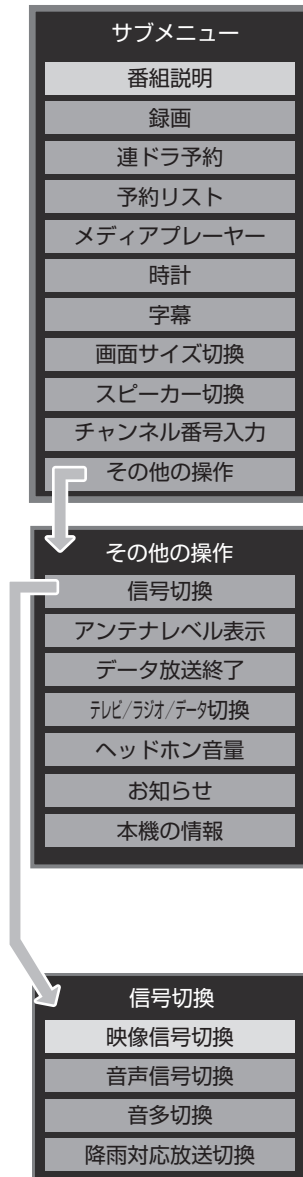 サブメニュー
番組説明
録画
連ドラ予約
予約リスト
メディアプレーヤー
時計
字幕
画面サイズ切換
スピーカー切換
チャンネル番号入力
その他の操作
その他の操作
信号切換
アンテナレベル表示
データ放送終了
テレビ/ラジオ/データ切換
ヘッドホン音量
お知らせ
本機の情報
信号切換
映像信号切換
音声信号切換
音多切換
降雨対応放送切換